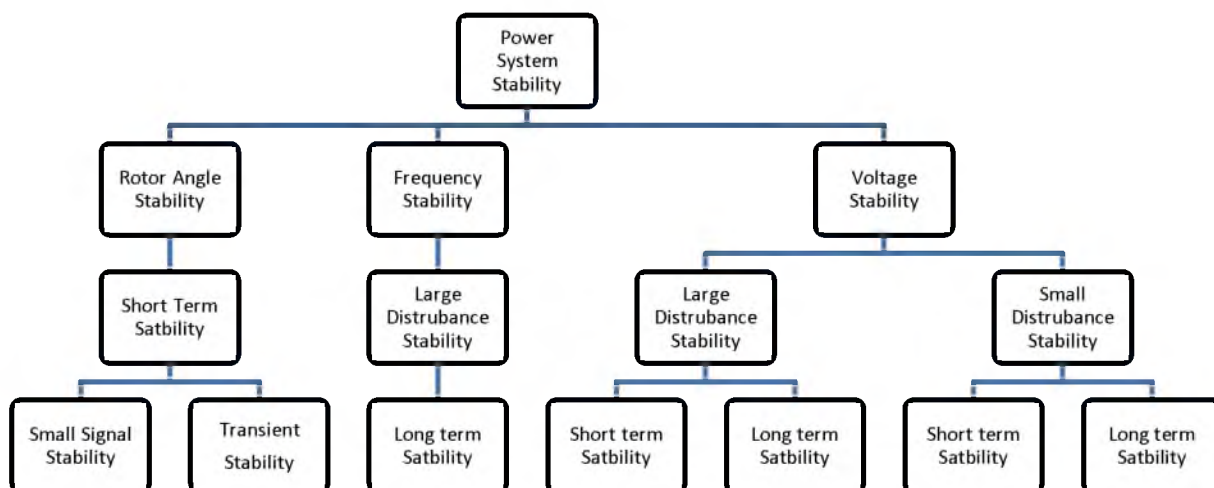 Power
System
Stability
Rotor Angle
Stability
Frequency
Stability
Voltage
Stability
Short Term
Satbility
Large
Distrubance
Stability
Large
Distrubance
Stability
Small
Distrubance
Stability
Small Signal
Stability
Transient
Stability
Long term
Satbility
Short term
Satbility
Long term
Satbility
Short term
Satbility
Long term
Satbility